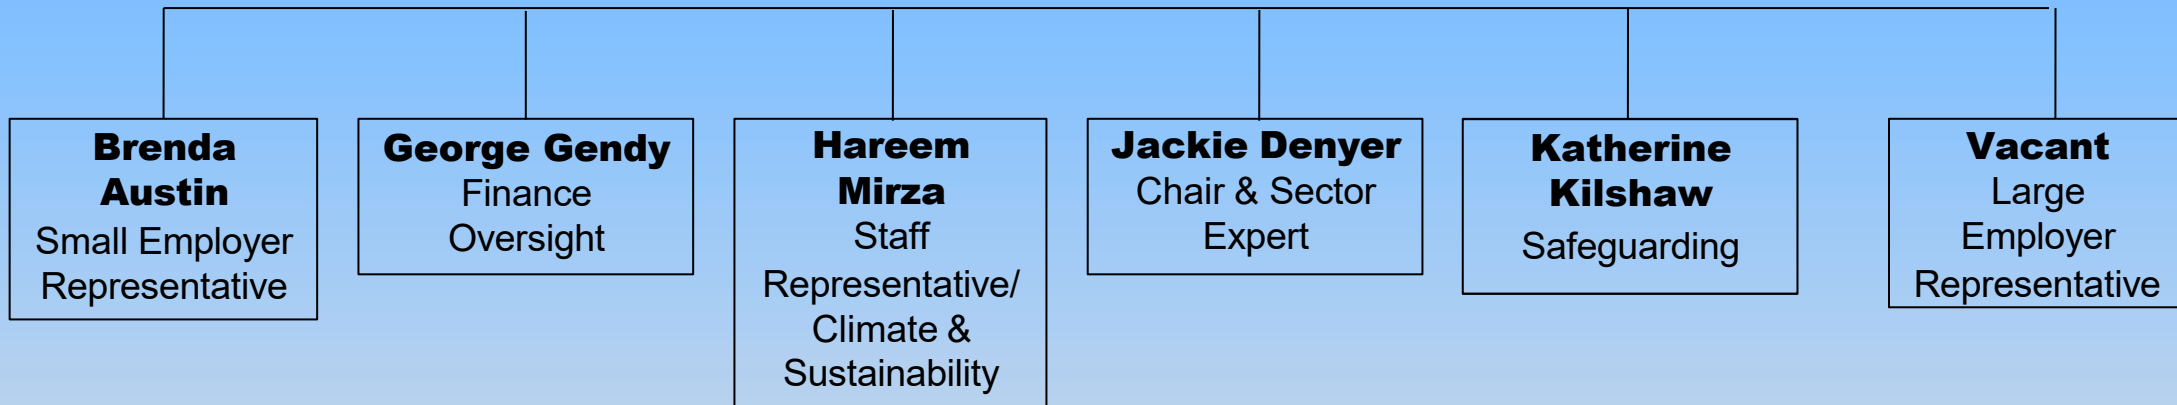 Brenda
Austin
Small Employer
Representative
George Gendy
Finance
Oversight
Hareem
Mirza
Staff
Representative/
Climate &
Sustainability
Jackie Denyer
Chair & Sector
Expert
Katherine
Kilshaw
Safeguarding
Vacant
Large
Employer
Representative